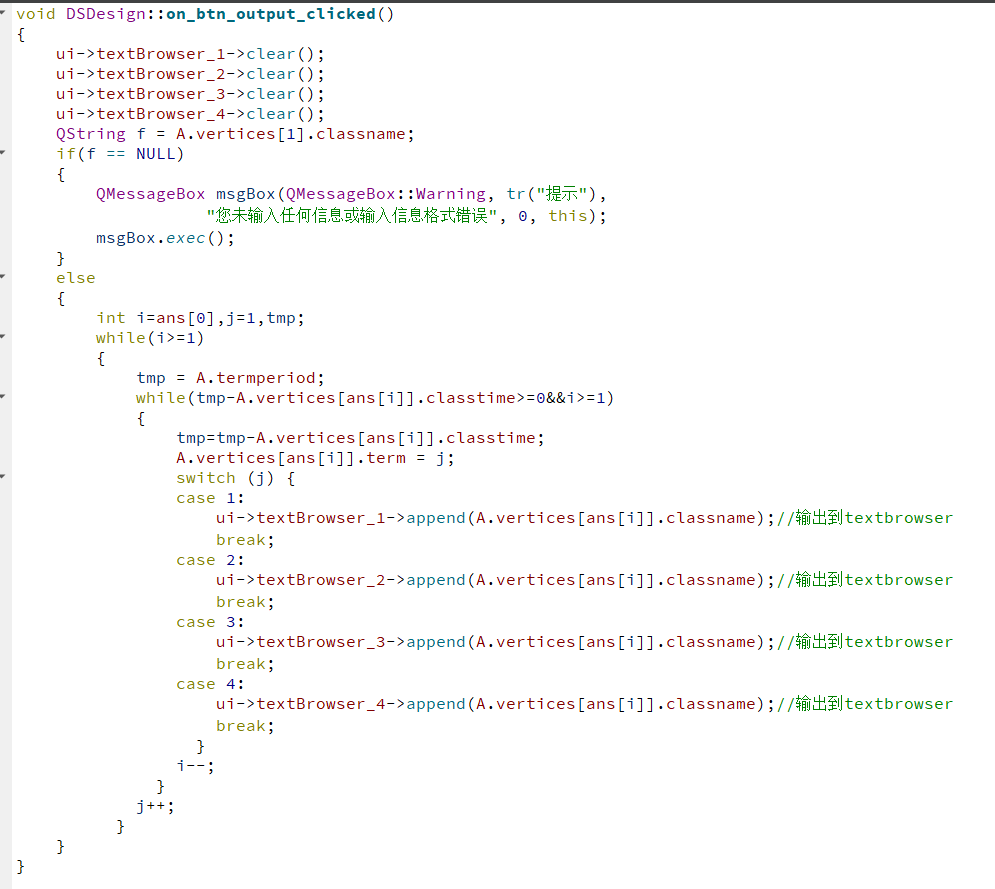 void DSDesign::on_btn_output_clicked()
{
    ui->textBrowser_1->clear();
    ui->textBrowser_2->clear();
    ui->textBrowser_3->clear();
    ui->textBrowser_4->clear();
    QString f = A.vertices[1].classname;
    if(f == NULL)
    {
        QMessageBox msgBox(QMessageBox::Warning, tr("提示"),
                   "您未输入任何信息或输入信息格式错误", 0, this);
        msgBox.exec();
    }
    else
    {
        int i=ans[0],j=1,tmp;
        while(i>=1)
        {
            tmp = A.termperiod;
            while(tmp-A.vertices[ans[i]].classtime>=0&&i>=1)
            {
                tmp=tmp-A.vertices[ans[i]].classtime;
                A.vertices[ans[i]].term = j;
                switch (j) {
                case 1:
                    ui->textBrowser_1->append(A.vertices[ans[i]].classname);//输出到textbrowser
                    break;
                case 2:
                    ui->textBrowser_2->append(A.vertices[ans[i]].classname);//输出到textbrowser
                    break;
                case 3:
                    ui->textBrowser_3->append(A.vertices[ans[i]].classname);//输出到textbrowser
                    break;
                case 4:
                    ui->textBrowser_4->append(A.vertices[ans[i]].classname);//输出到textbrowser
                    break;
                  }
                i--;
              }
            j++;
          }
    }
}